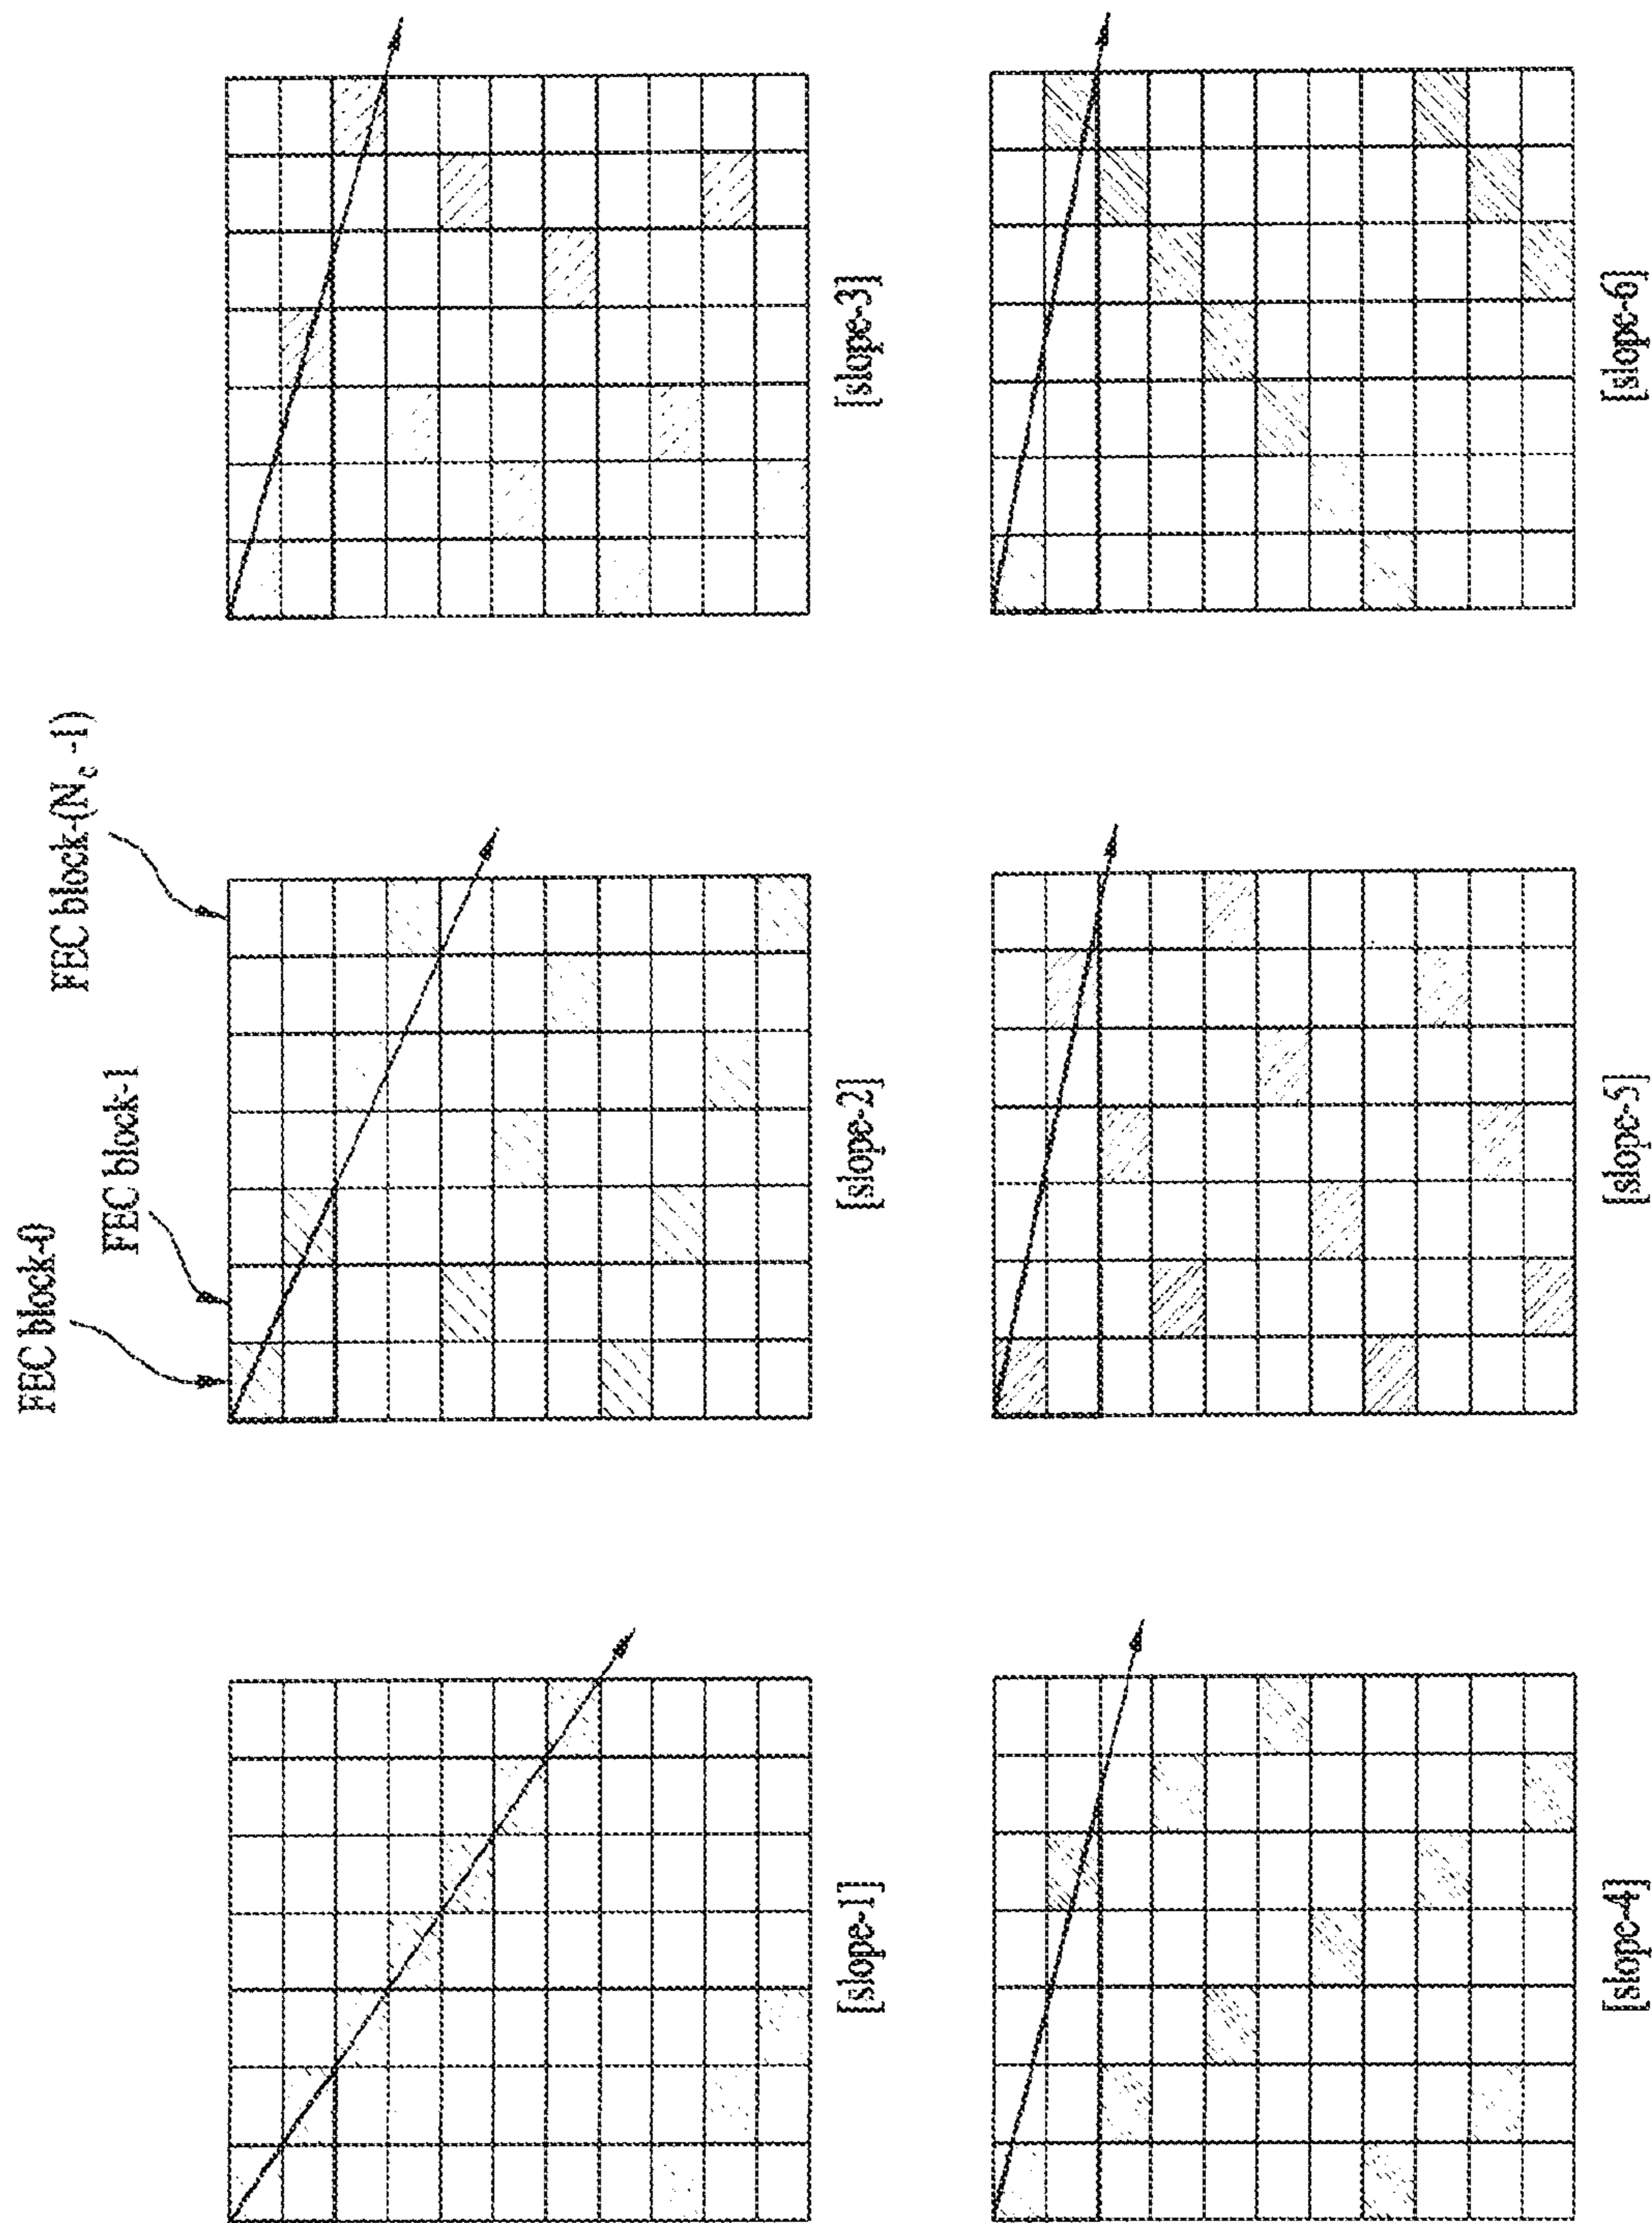 FEC block-0
FEC block-1
FEC block-(Nc -1)
[slope-1]
[slope-2]
[slope-3]
[slope-4]
[slope-5]
[slope-6]